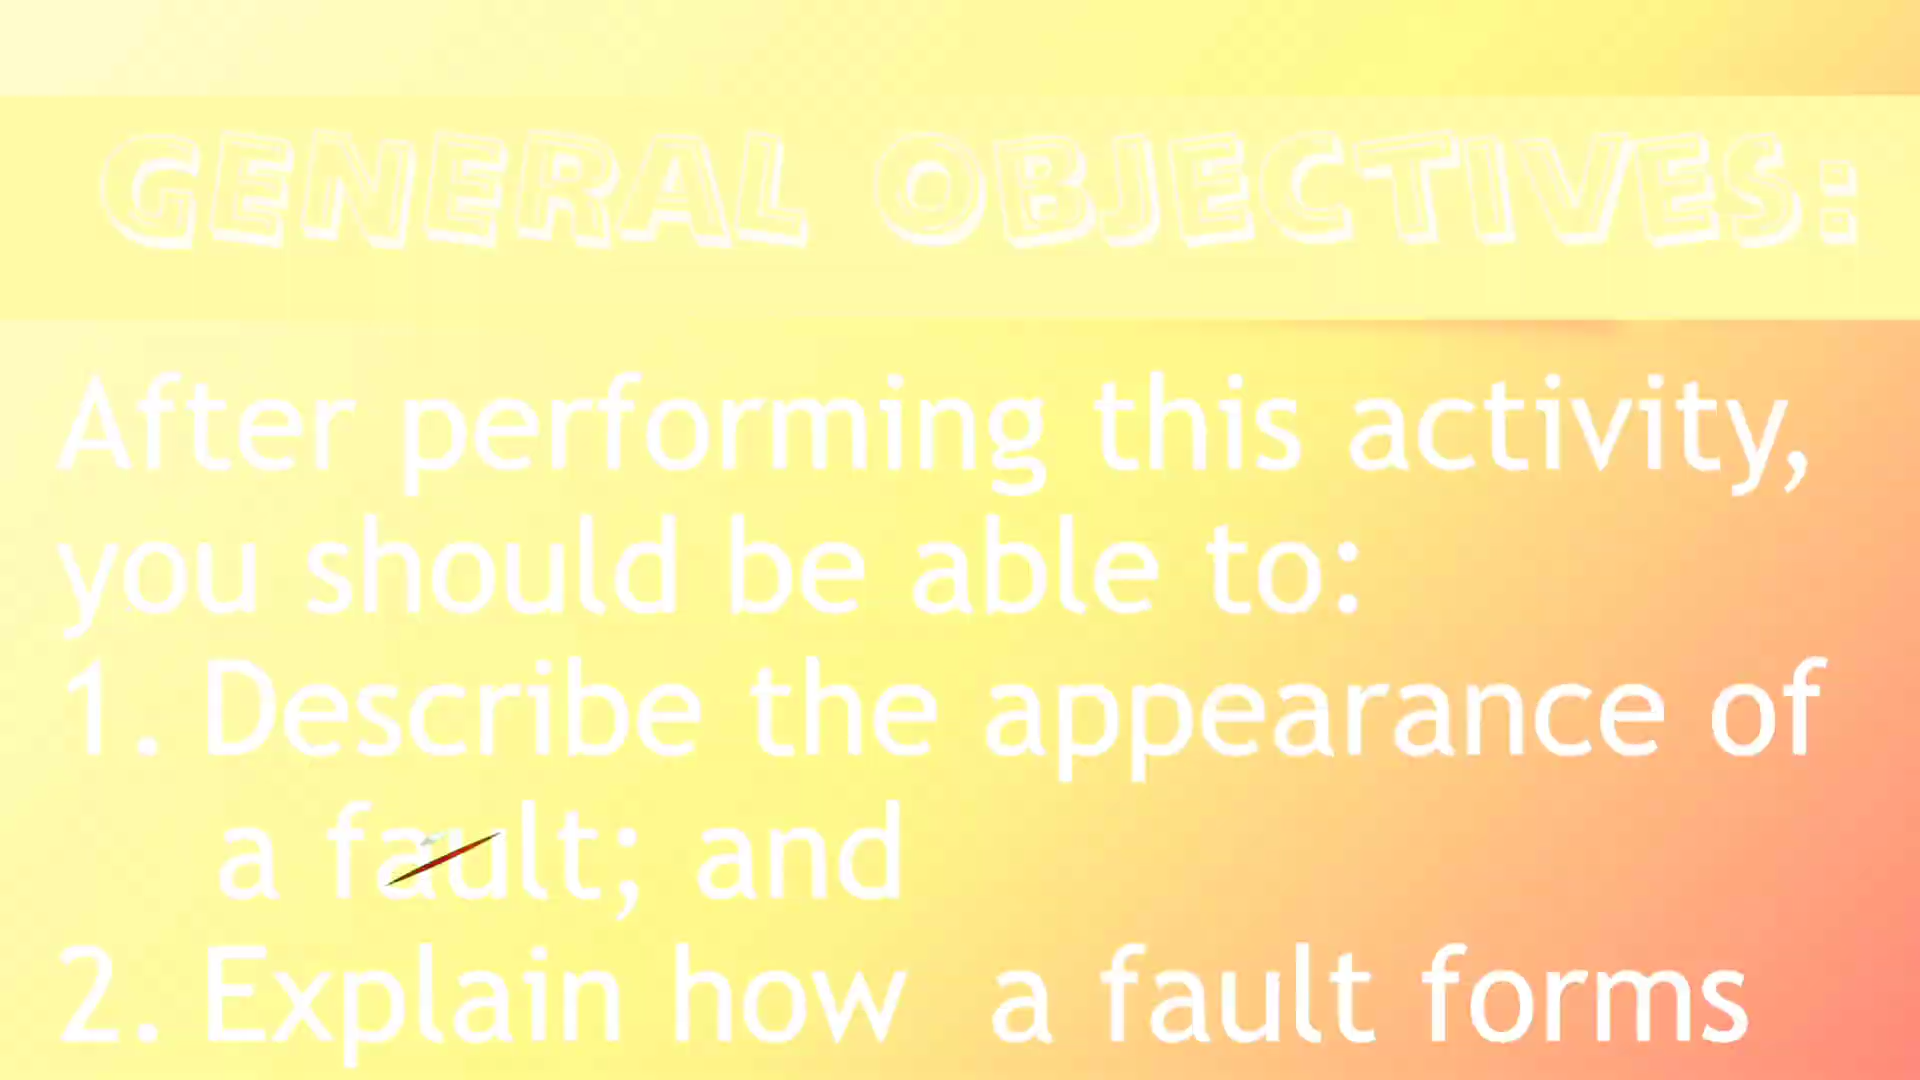 GENERAL OBJECTIVES:
After performing this activity,
you should be able to:
1. Describe the appearance of
a fault; and
2. Explain how a fault forms